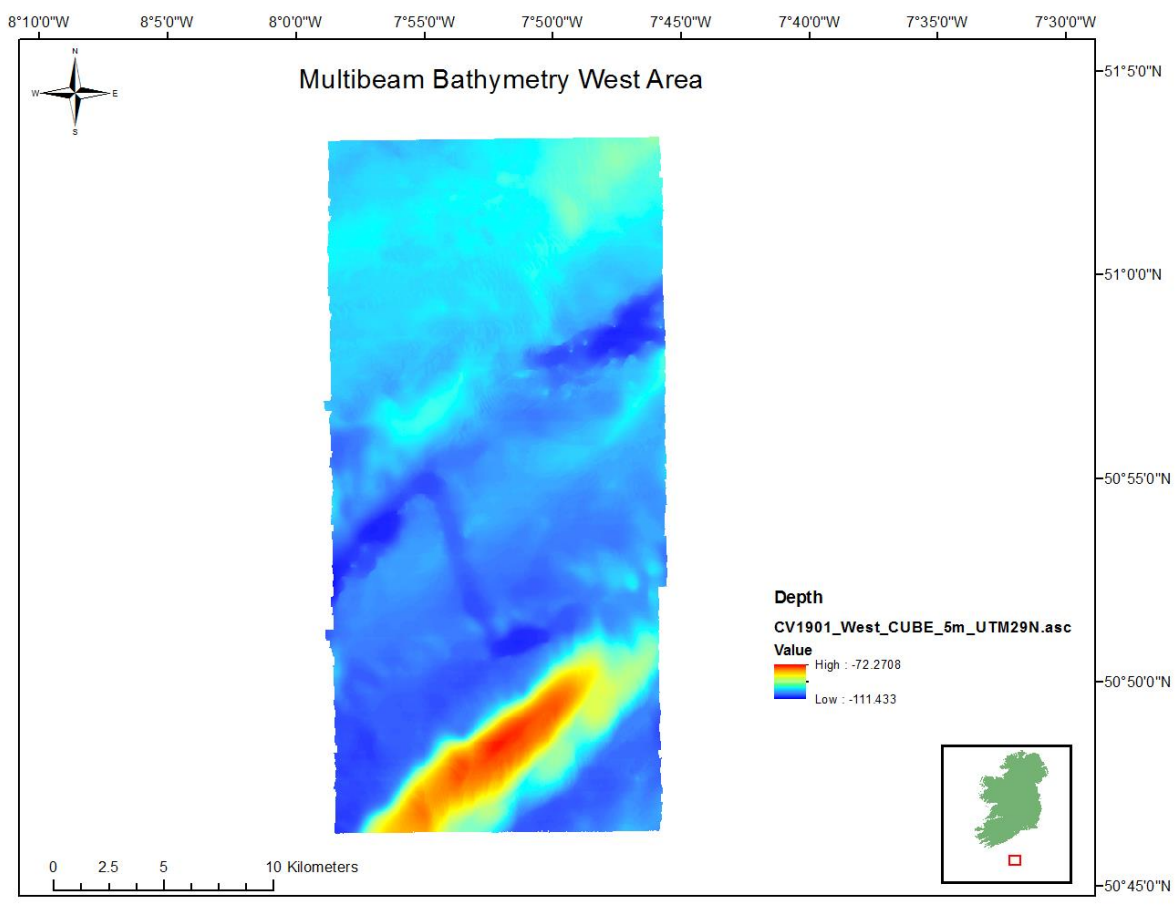 8°10'0"W 8°5'0"W 8°0'0"W 7°55'0"W 7°50'0"W 7°45'0"W 7°40'0"W 7°35'0"W 7°30'0"W
N
W E
S
Multibeam Bathymetry West Area
51°5'0"N
51°0'0"N
50°55'0"N
50°50'0"N
50°45'0"N
Depth
CV1901_West_CUBE_5m_UTM29N.asc
Value
High : -72.2708
Low : -111.433
0 2.5 5 10 Kilometers